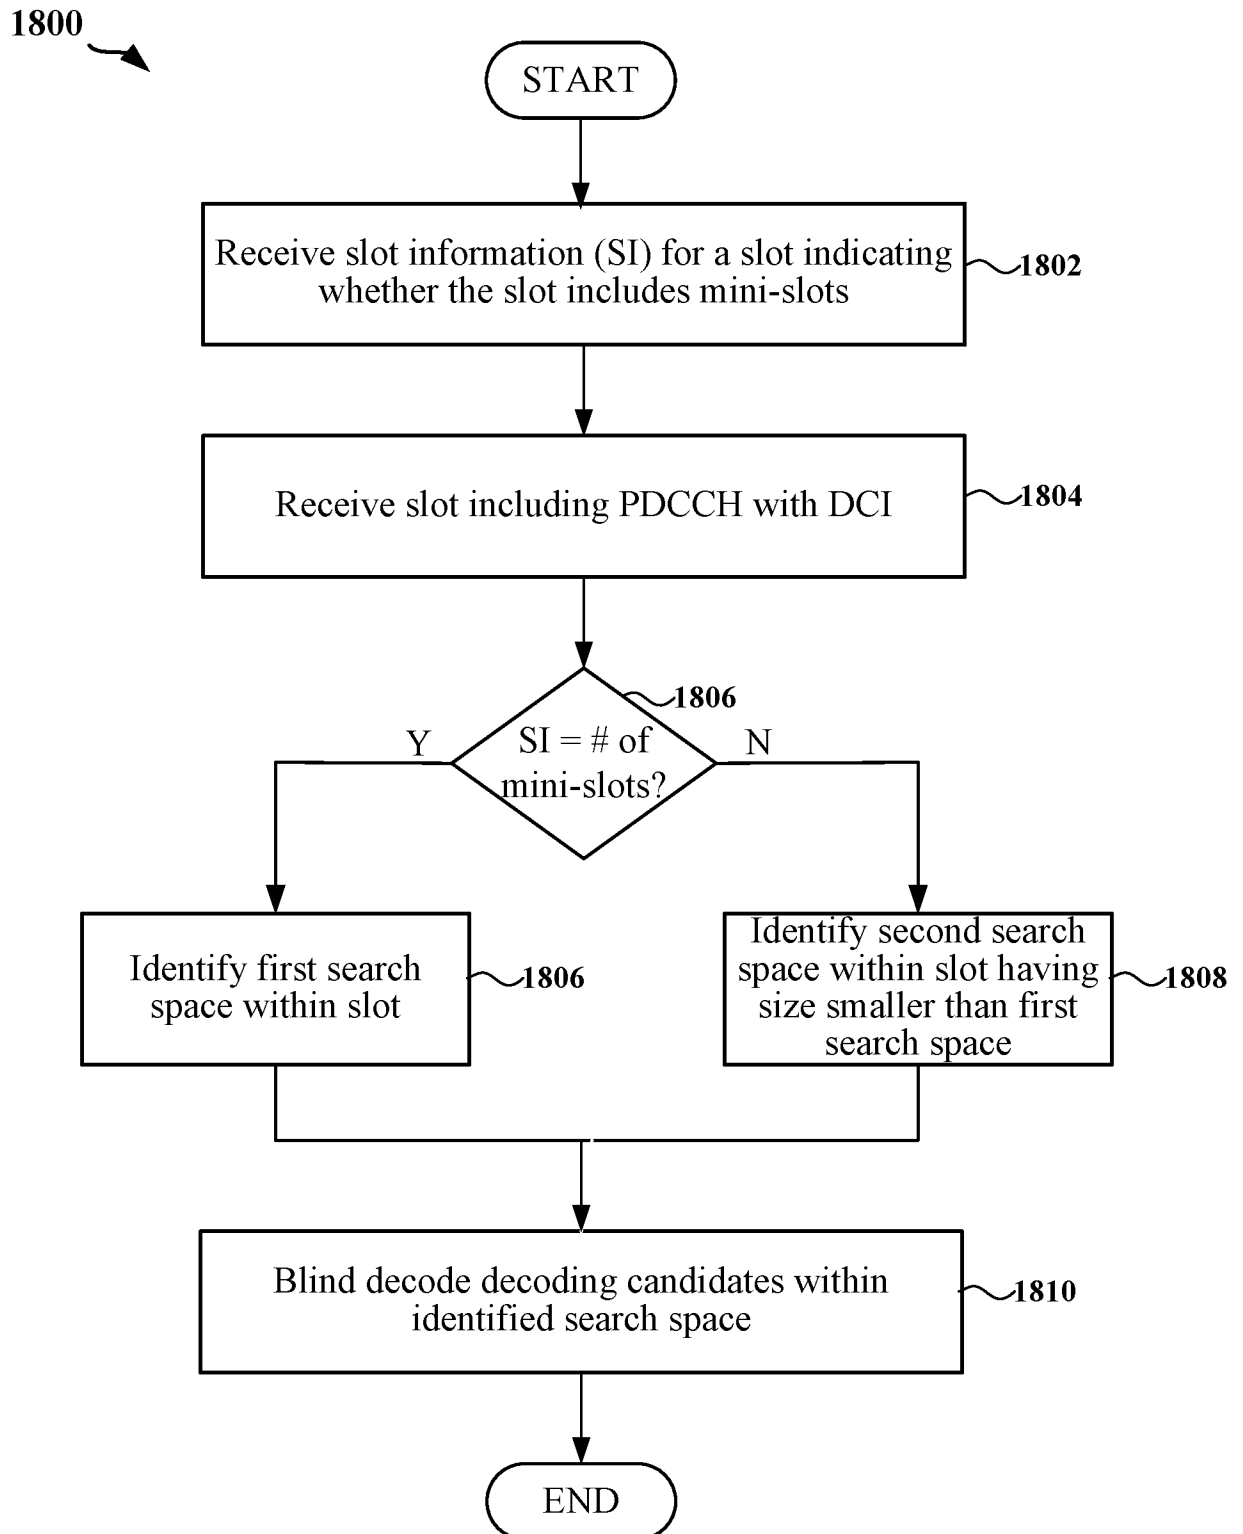 1800
START
Receive slot information (SI) for a slot indicating
whether the slot includes mini-slots
1802
Receive slot including PDCCH with DCI
1804
1806
Y
SI = # of
mini-slots?
N
Identify first search
space within slot
1806
Identify second search
space within slot having
size smaller than first
search space
1808
Blind decode decoding candidates within
identified search space
1810
END